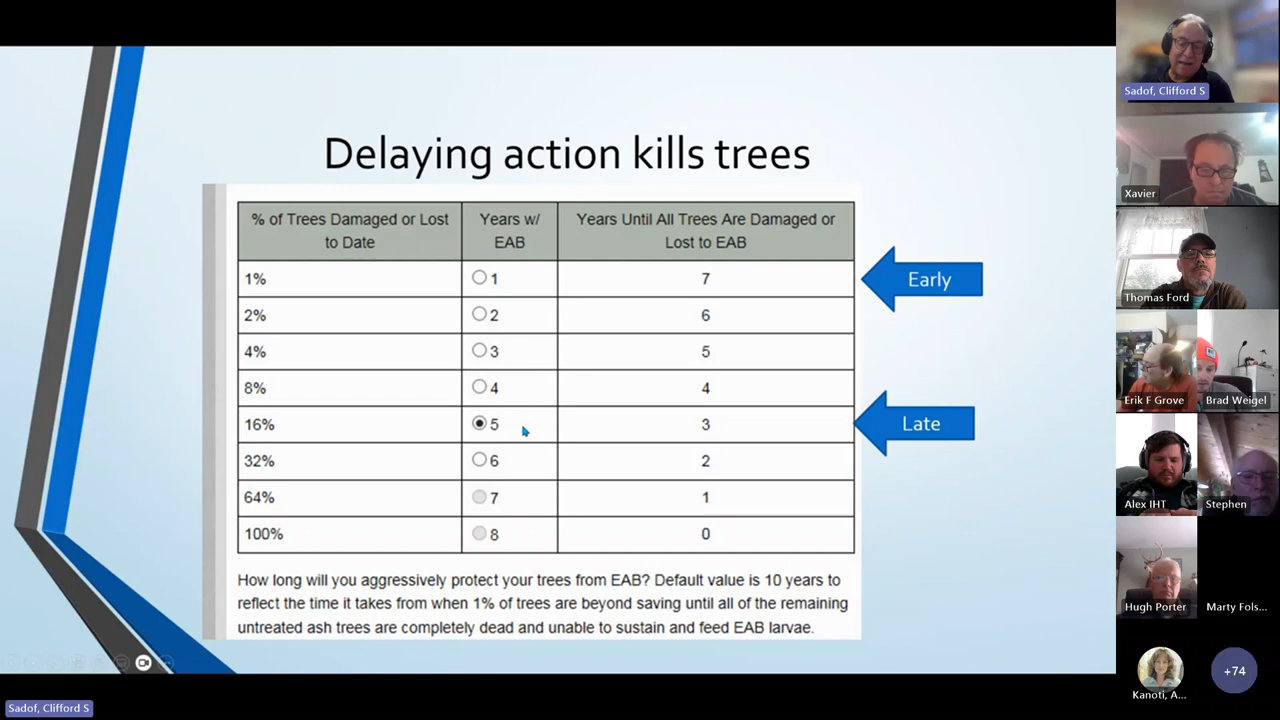 Delaying action kills trees
% of Trees Damaged or Lost
to Date
Years w/
EAB
Years Until All Trees Are Damaged or
Lost to EAB
1% 1 7
2% 2 6
4% 3 5
8% 4 4
16% 5 3
32% 6 2
64% 7 1
100% 8 0
Early
Late
How long will you aggressively protect your trees from EAB? Default value is 10 years to
reflect the time it takes from when 1% of trees are beyond saving until all of the remaining
untreated ash trees are completely dead and unable to sustain and feed EAB larvae.
Sadof, Clifford S
Sadof, Clifford S
Xavier
Thomas Ford
Erik F Grove
Brad Weigel
Alex IHT
Stephen
Hugh Porter
Marty Fols...
Kanoti, A...
+74